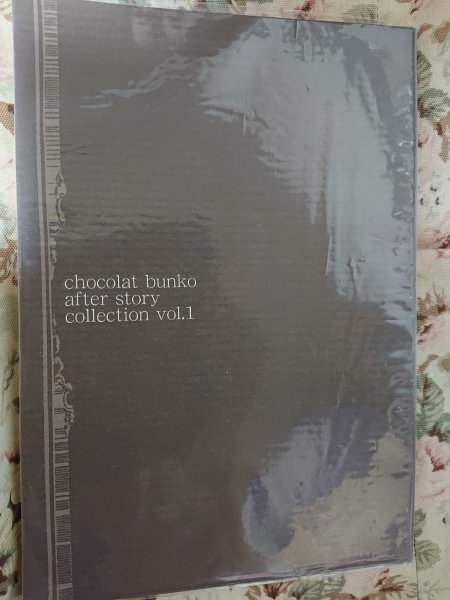 chocolat bunko
after story
collection vol.1